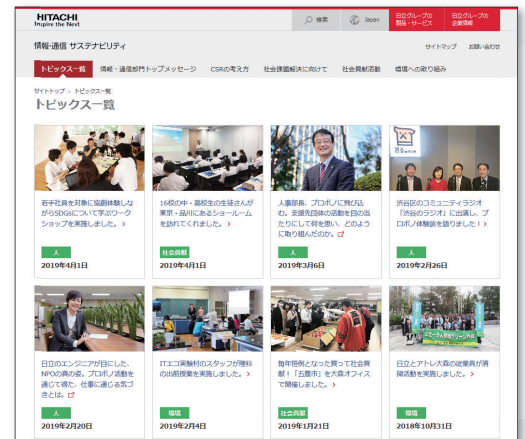 HITACHI
Inspire the Next
検索
Japan
日立グループの
製品・サービス
日立グループの
企業情報
情報・通信 サステナビリティ
サイトマップ
お問い合わせ
トピックス一覧
情報・通信部門トップメッセージ
CSRの考え方
社会課題解決に向けて
社会貢献活動
環境への取り組み
サイトトップ > トピックス一覧
トピックス一覧
若手社員を対象に協創体験しな
がらSDGsについて学ぶワーク
ショップを実施しました。 >
人
2019年4月1日
16校の中・高校生の生徒さんが
東京・品川にあるショールーム
を訪れてくれました。 >
社会貢献
2019年4月1日
人事部長、プロボノに飛び込
む。支援先団体の活動を目の当
たりにして何を想い、どのよう
に取り組んだのか。
人
2019年3月6日
渋谷区のコミュニティラジオ
「渋谷のラジオ」に出演し、プ
ロボノ体験談を語りました！ >
人
2019年2月26日
日立のエンジニアが目にした、
NPOの真の姿。プロボノ活動を
通じて得た、仕事に通じる気づ
きとは。
人
2019年2月20日
ITエコ実験村のスタッフが理科
の出前授業を実施しました。 >
環境
2019年2月4日
毎年恒例となった買って社会貢
献！「五農市」を大森オフィス
で開催しました。 >
社会貢献
2019年1月21日
日立とアトレ大森の従業員が清
掃活動を実施しました。 >
環境
2018年10月31日